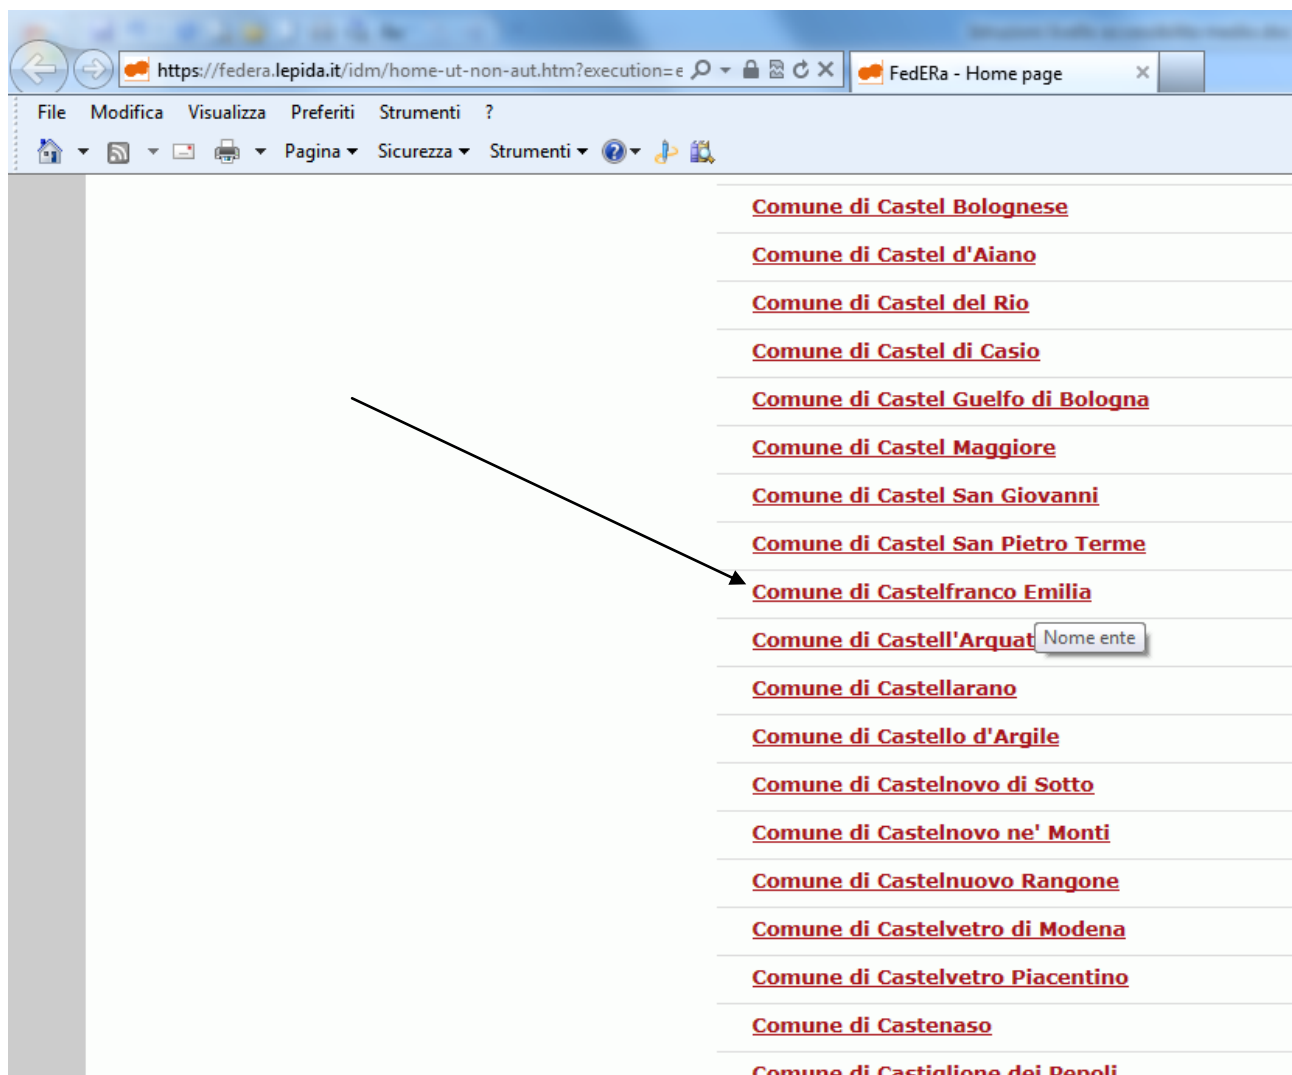 https://federa.lepida.it/idm/home-ut-non-aut.htm?execution=e
FedERa - Home page
File Modifica Visualizza Preferiti Strumenti ?
Pagina Sicurezza Strumenti
Comune di Castel Bolognese
Comune di Castel d'Aiano
Comune di Castel del Rio
Comune di Castel di Casio
Comune di Castel Guelfo di Bologna
Comune di Castel Maggiore
Comune di Castel San Giovanni
Comune di Castel San Pietro Terme
Comune di Castelfranco Emilia
Comune di Castell'Arquat
Nome ente
Comune di Castellarano
Comune di Castello d'Argile
Comune di Castelnovo di Sotto
Comune di Castelnovo ne' Monti
Comune di Castelnuovo Rangone
Comune di Castelvetro di Modena
Comune di Castelvetro Piacentino
Comune di Castenaso
Comune di Castiglione dei Pepoli